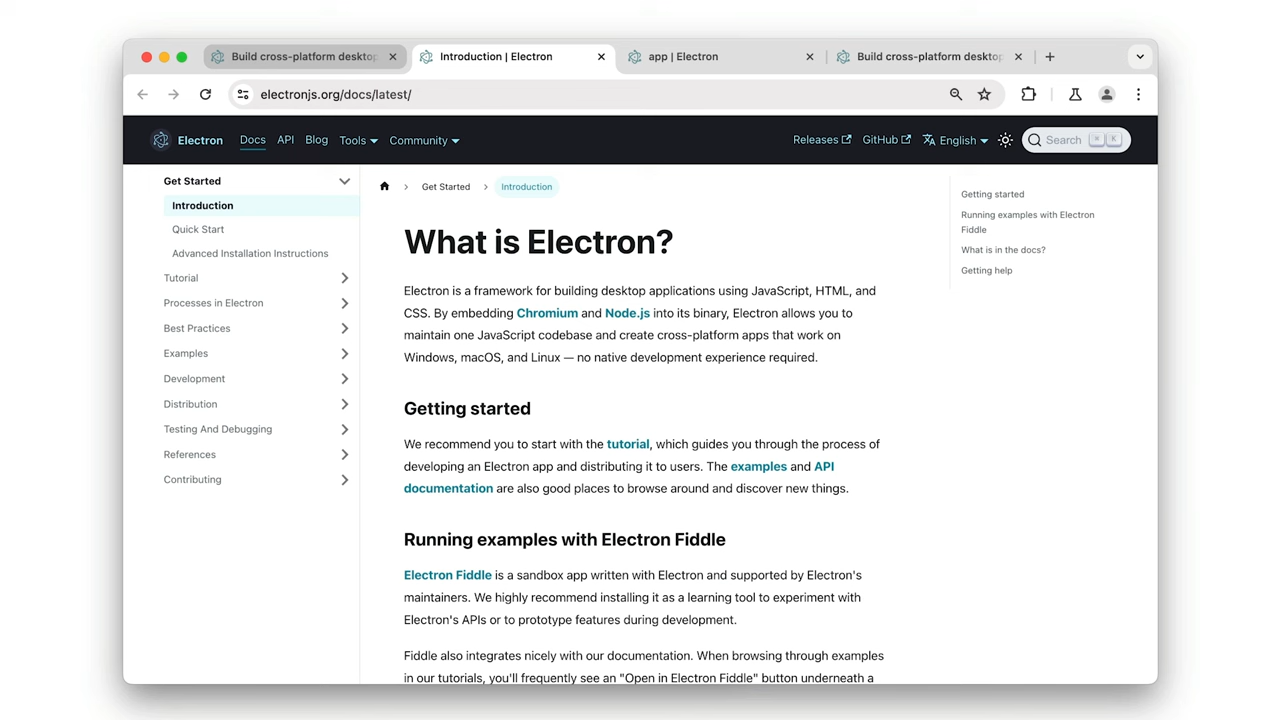 Build cross-platform desktop
Introduction | Electron
app | Electron
Build cross-platform desktop
electronjs.org/docs/latest/
Electron
Docs
API
Blog
Tools
Community
Releases
GitHub
English
Search
⌘
K
Get Started
Introduction
Quick Start
Advanced Installation Instructions
Tutorial
Processes in Electron
Best Practices
Examples
Development
Distribution
Testing And Debugging
References
Contributing
Get Started
Introduction
What is Electron?
Electron is a framework for building desktop applications using JavaScript, HTML, and
CSS. By embedding Chromium and Node.js into its binary, Electron allows you to
maintain one JavaScript codebase and create cross-platform apps that work on
Windows, macOS, and Linux — no native development experience required.
Getting started
We recommend you to start with the tutorial, which guides you through the process of
developing an Electron app and distributing it to users. The examples and API
documentation are also good places to browse around and discover new things.
Running examples with Electron Fiddle
Electron Fiddle is a sandbox app written with Electron and supported by Electron's
maintainers. We highly recommend installing it as a learning tool to experiment with
Electron's APIs or to prototype features during development.
Fiddle also integrates nicely with our documentation. When browsing through examples
in our tutorials, you'll frequently see an "Open in Electron Fiddle" button underneath a
Getting started
Running examples with Electron
Fiddle
What is in the docs?
Getting help